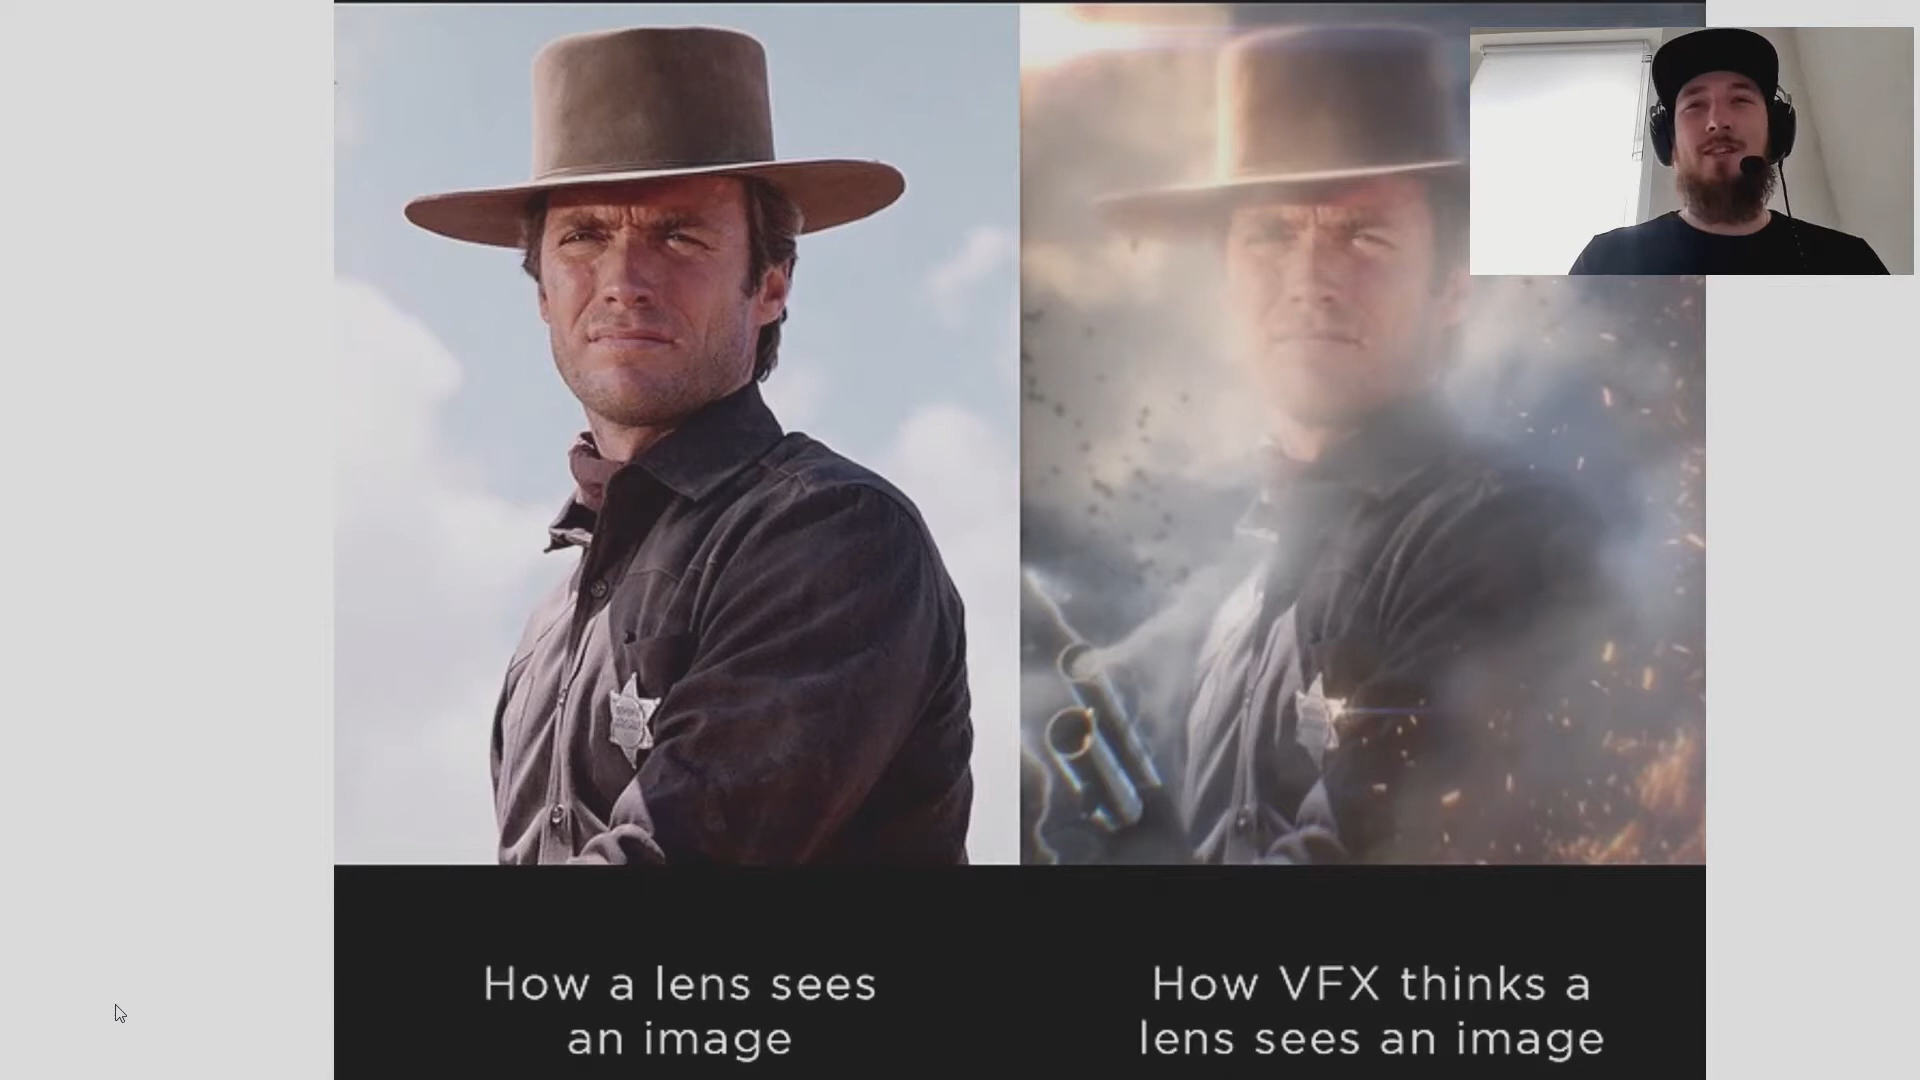 How a lens sees
an image
How VFX thinks a
lens sees an image